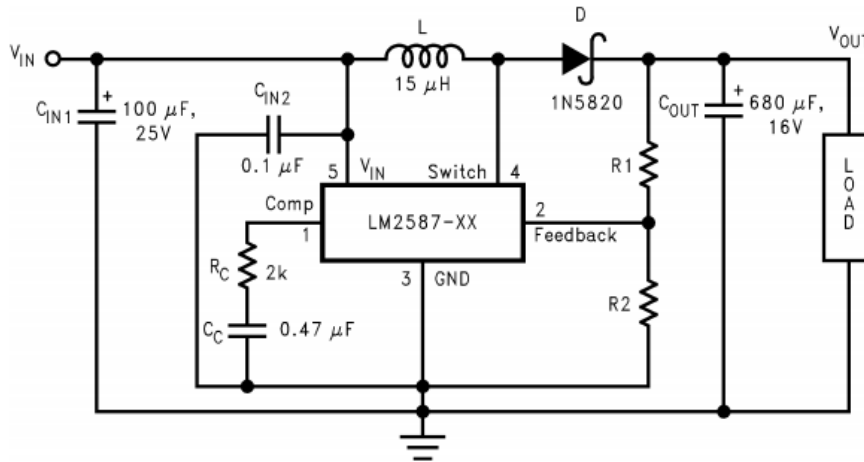 L
D
V_IN
V_OUT
15 μH
1N5820
C_IN1
+
100 μF,
25V
C_IN2
0.1 μF
C_OUT
+
680 μF,
16V
R1
LOAD
5
V_IN
Switch
4
Comp
1
LM2587-XX
2
Feedback
R_C
2k
3
GND
R2
C_C
0.47 μF